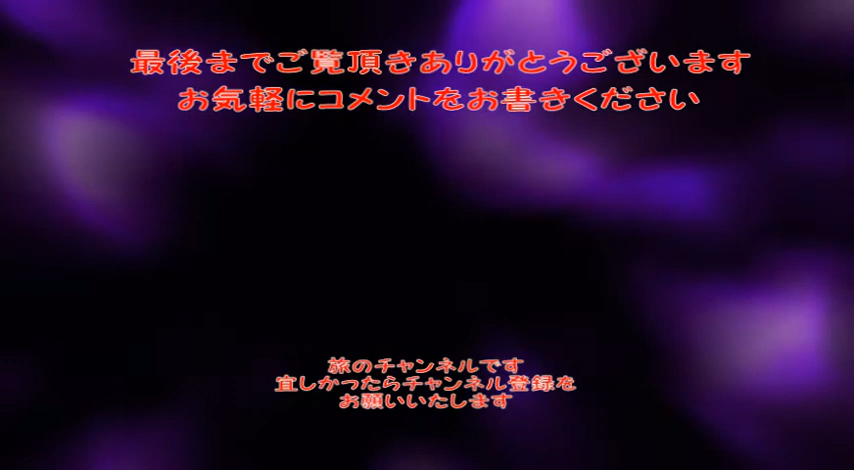 最後までご覧頂きありがとうございます
お気軽にコメントをお書きください
旅のチャンネルです
宜しかったらチャンネル登録を
お願いいたします